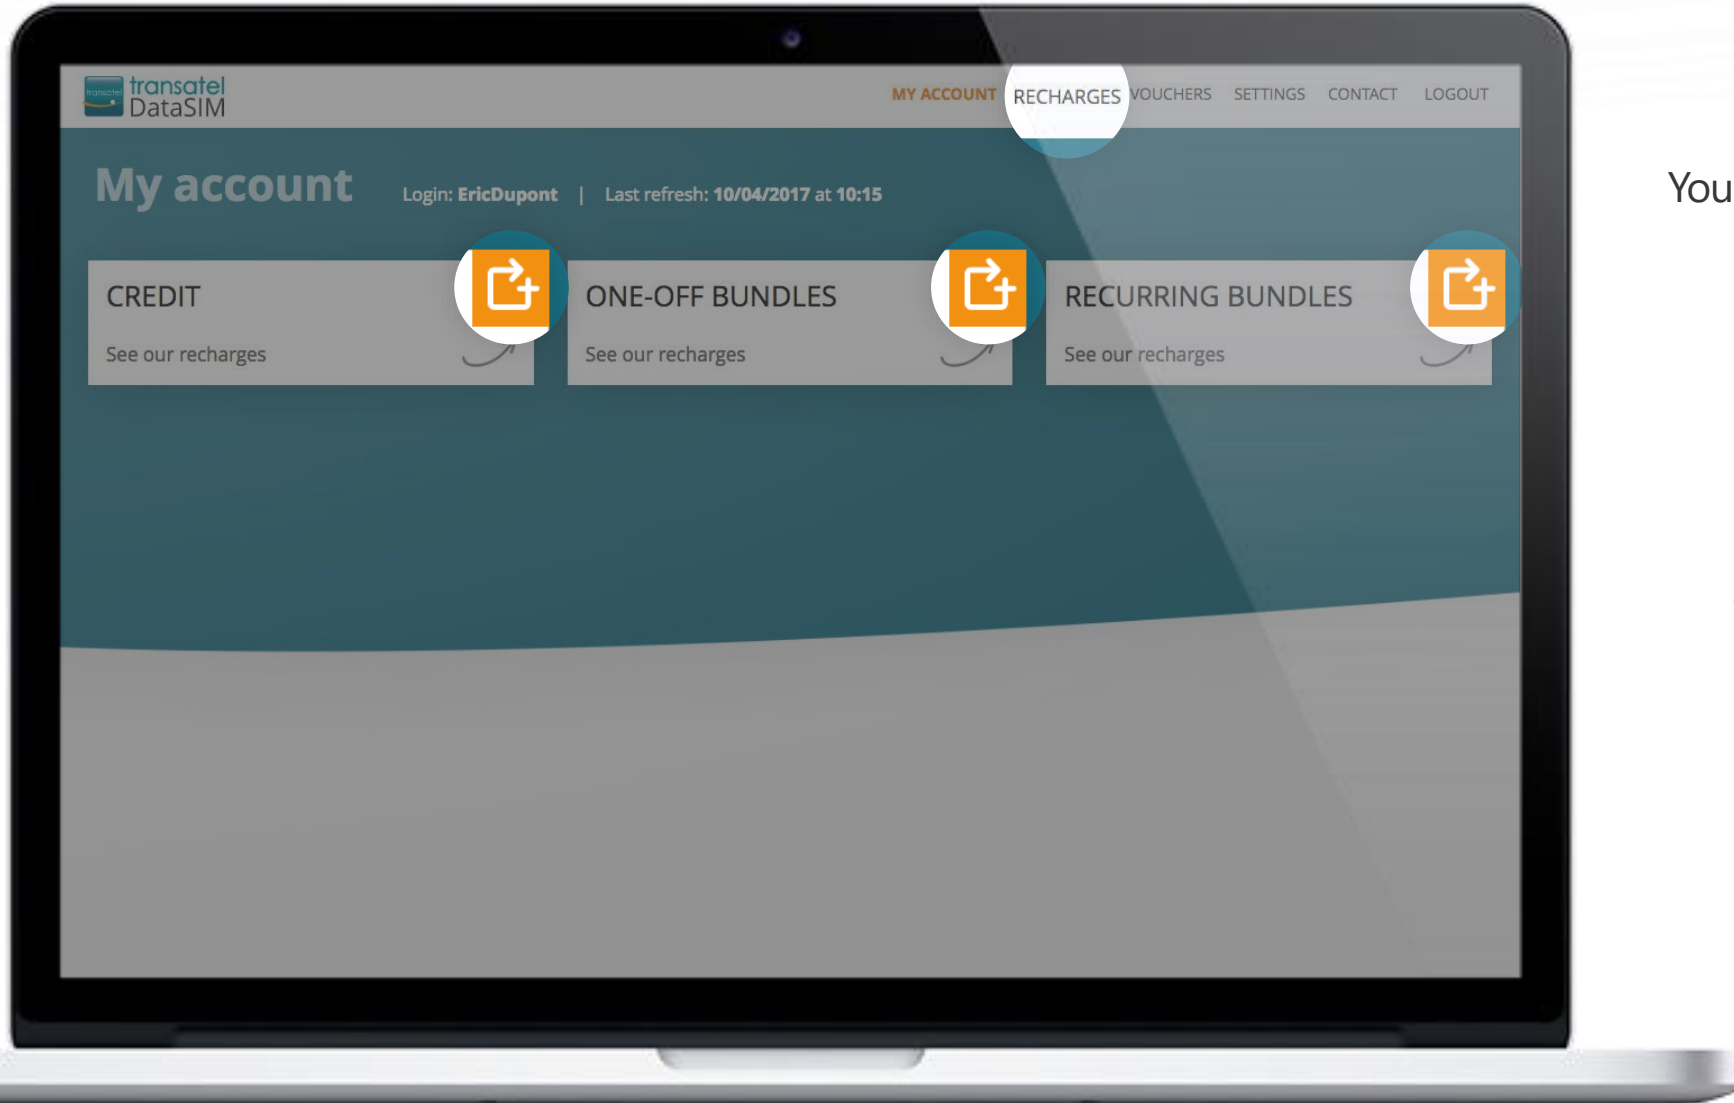 transatel
transatel
DataSIM
MY ACCOUNT RECHARGES VOUCHERS SETTINGS CONTACT LOGOUT
My account Login: EricDupont | Last refresh: 10/04/2017 at 10:15
You
CREDIT
See our recharges
ONE-OFF BUNDLES
See our recharges
RECURRING BUNDLES
See our recharges